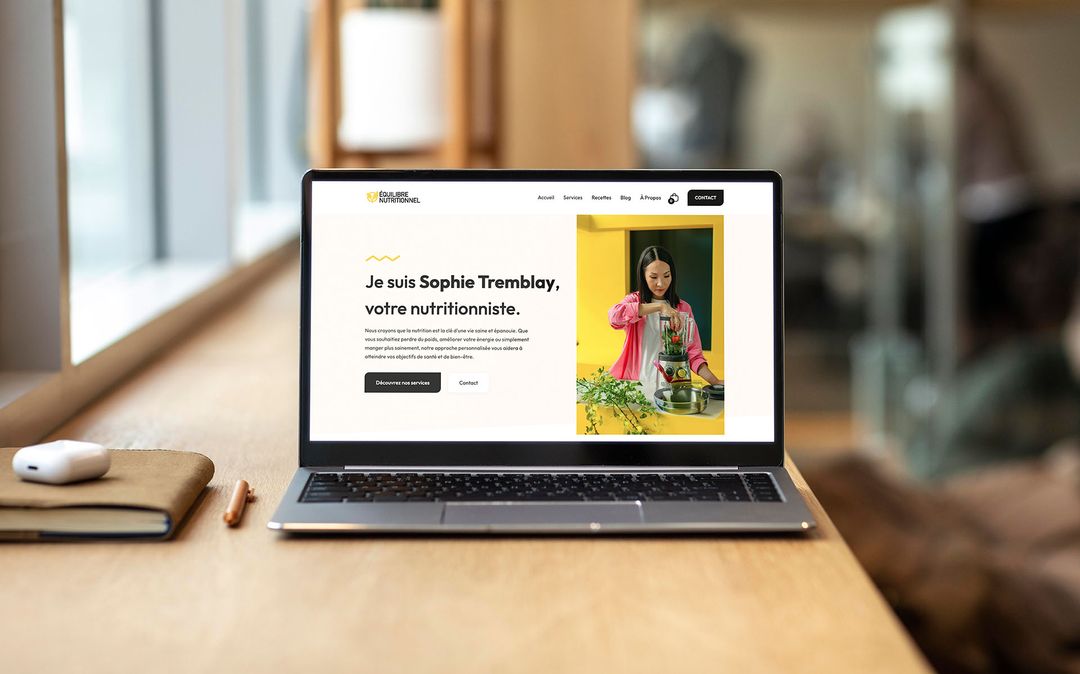 ÉQUILIBRE
NUTRITIONNEL
Accueil Services Recettes Blog À Propos CONTACT
Je suis Sophie Tremblay,
votre nutritionniste.
Nous croyons que la nutrition est la clé d'une vie saine et épanouie. Que
vous souhaitiez perdre du poids, améliorer votre énergie ou simplement
manger plus sainement, notre approche personnalisée vous aidera à
atteindre vos objectifs de santé et de bien-être.
Découvrez nos services Contact